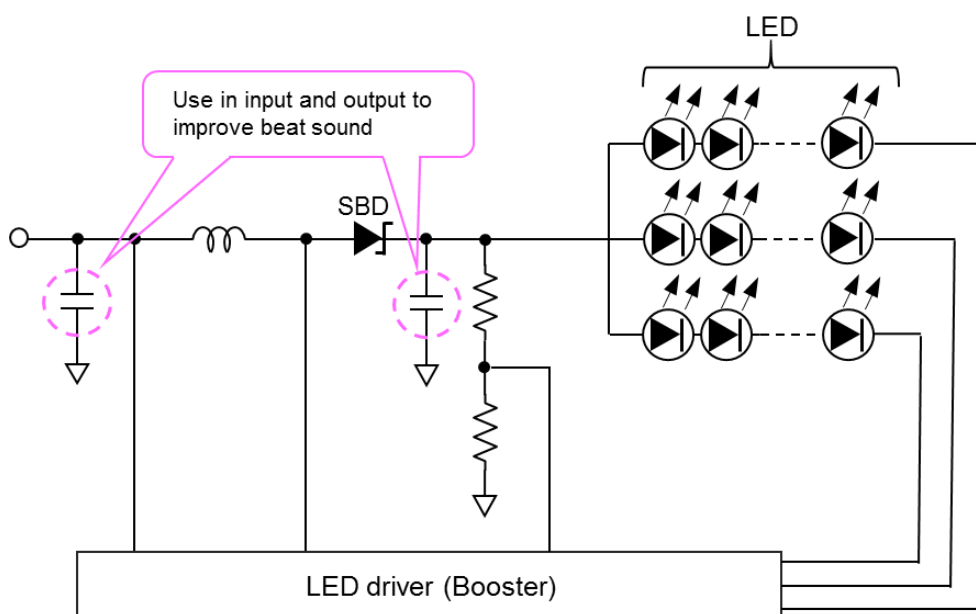 LED
Use in input and output to
improve beat sound
SBD
LED driver (Booster)